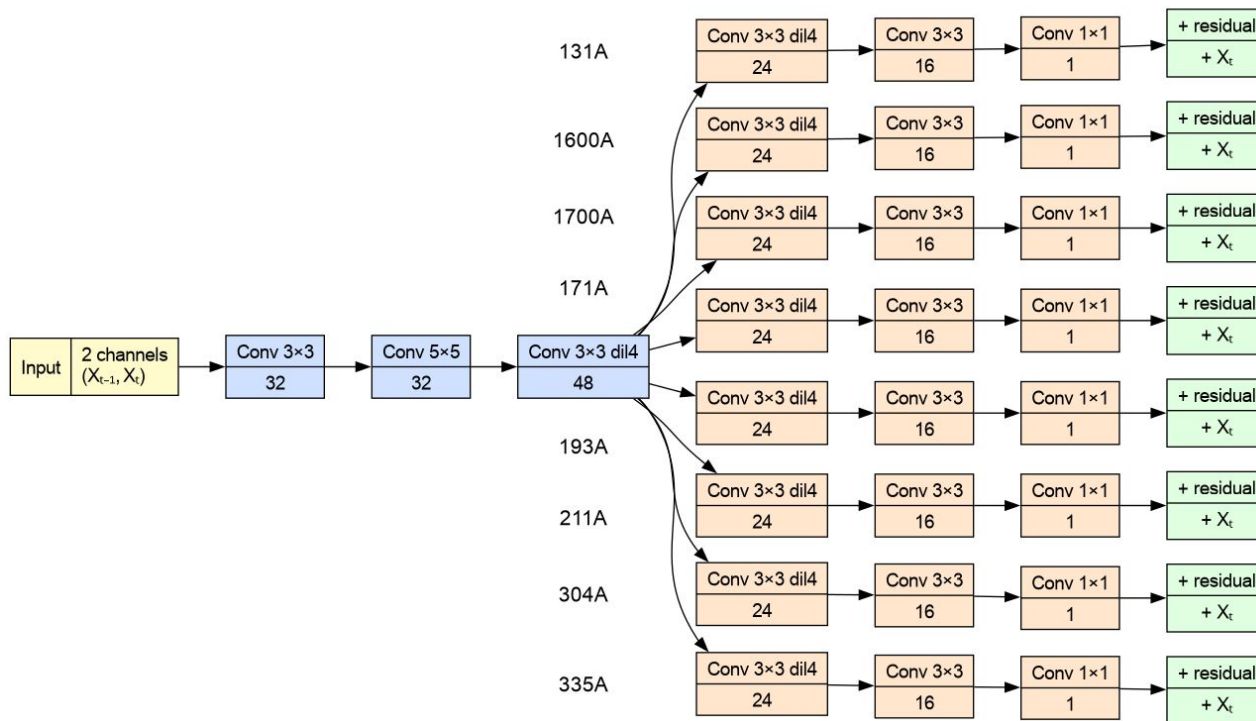 131A
Conv 3×3 dil4
24
Conv 3×3
16
Conv 1×1
1
+ residual
+ Xₜ
1600A
Conv 3×3 dil4
24
Conv 3×3
16
Conv 1×1
1
+ residual
+ Xₜ
1700A
Conv 3×3 dil4
24
Conv 3×3
16
Conv 1×1
1
+ residual
+ Xₜ
171A
Conv 3×3 dil4
24
Conv 3×3
16
Conv 1×1
1
+ residual
+ Xₜ
Input
2 channels
(Xₜ₋₁, Xₜ)
Conv 3×3
32
Conv 5×5
32
Conv 3×3 dil4
48
193A
Conv 3×3 dil4
24
Conv 3×3
16
Conv 1×1
1
+ residual
+ Xₜ
211A
Conv 3×3 dil4
24
Conv 3×3
16
Conv 1×1
1
+ residual
+ Xₜ
304A
Conv 3×3 dil4
24
Conv 3×3
16
Conv 1×1
1
+ residual
+ Xₜ
335A
Conv 3×3 dil4
24
Conv 3×3
16
Conv 1×1
1
+ residual
+ Xₜ